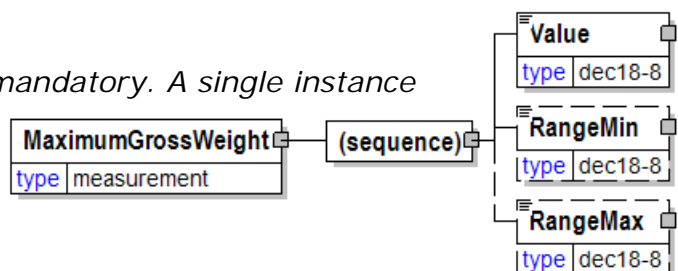 Value
type dec18-8
mandatory. A single instance
MaximumGrossWeight
type measurement
(sequence)
RangeMin
type dec18-8
RangeMax
type dec18-8